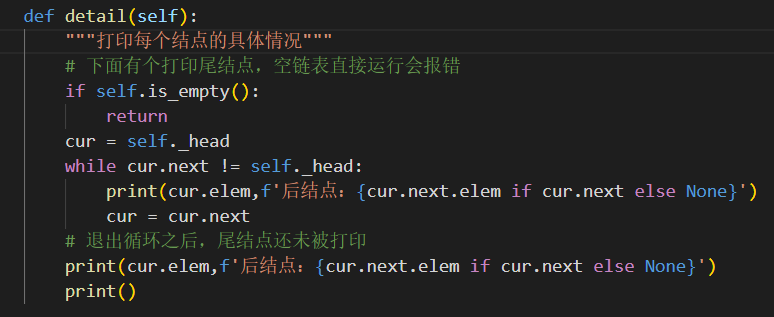 def detail(self):
    """打印每个结点的具体情况"""
    # 下面有个打印尾结点，空链表直接运行会报错
    if self.is_empty():
        return
    cur = self._head
    while cur.next != self._head:
        print(cur.elem,f'后结点：{cur.next.elem if cur.next else None}')
        cur = cur.next
    # 退出循环之后，尾结点还未被打印
    print(cur.elem,f'后结点：{cur.next.elem if cur.next else None}')
    print()